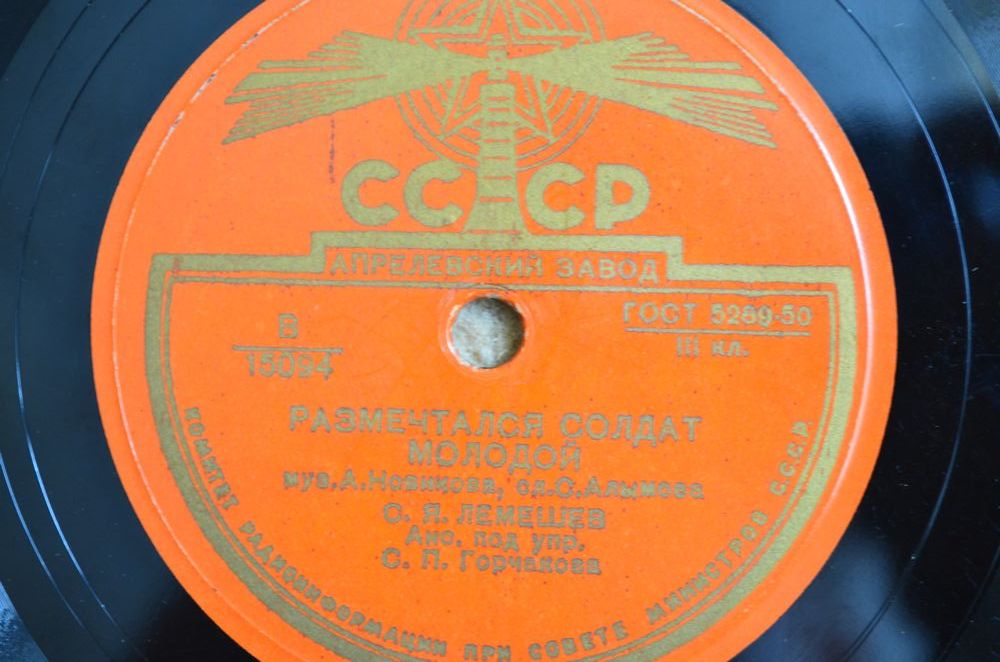 СССР
АПРЕЛЕВСКИЙ ЗАВОД
В
15094
ГОСТ 5289-50
III кл.
РАЗМЕЧТАЛСЯ СОЛДАТ
МОЛОДОЙ
муз. А. Новикова, сл. С. Алымова
С. Я. ЛЕМЕШЕВ
Анс. под упр.
С. П. Горчакова
КОМИТЕТ РАДИОИНФОРМАЦИИ ПРИ СОВЕТЕ МИНИСТРОВ С.С.С.Р.